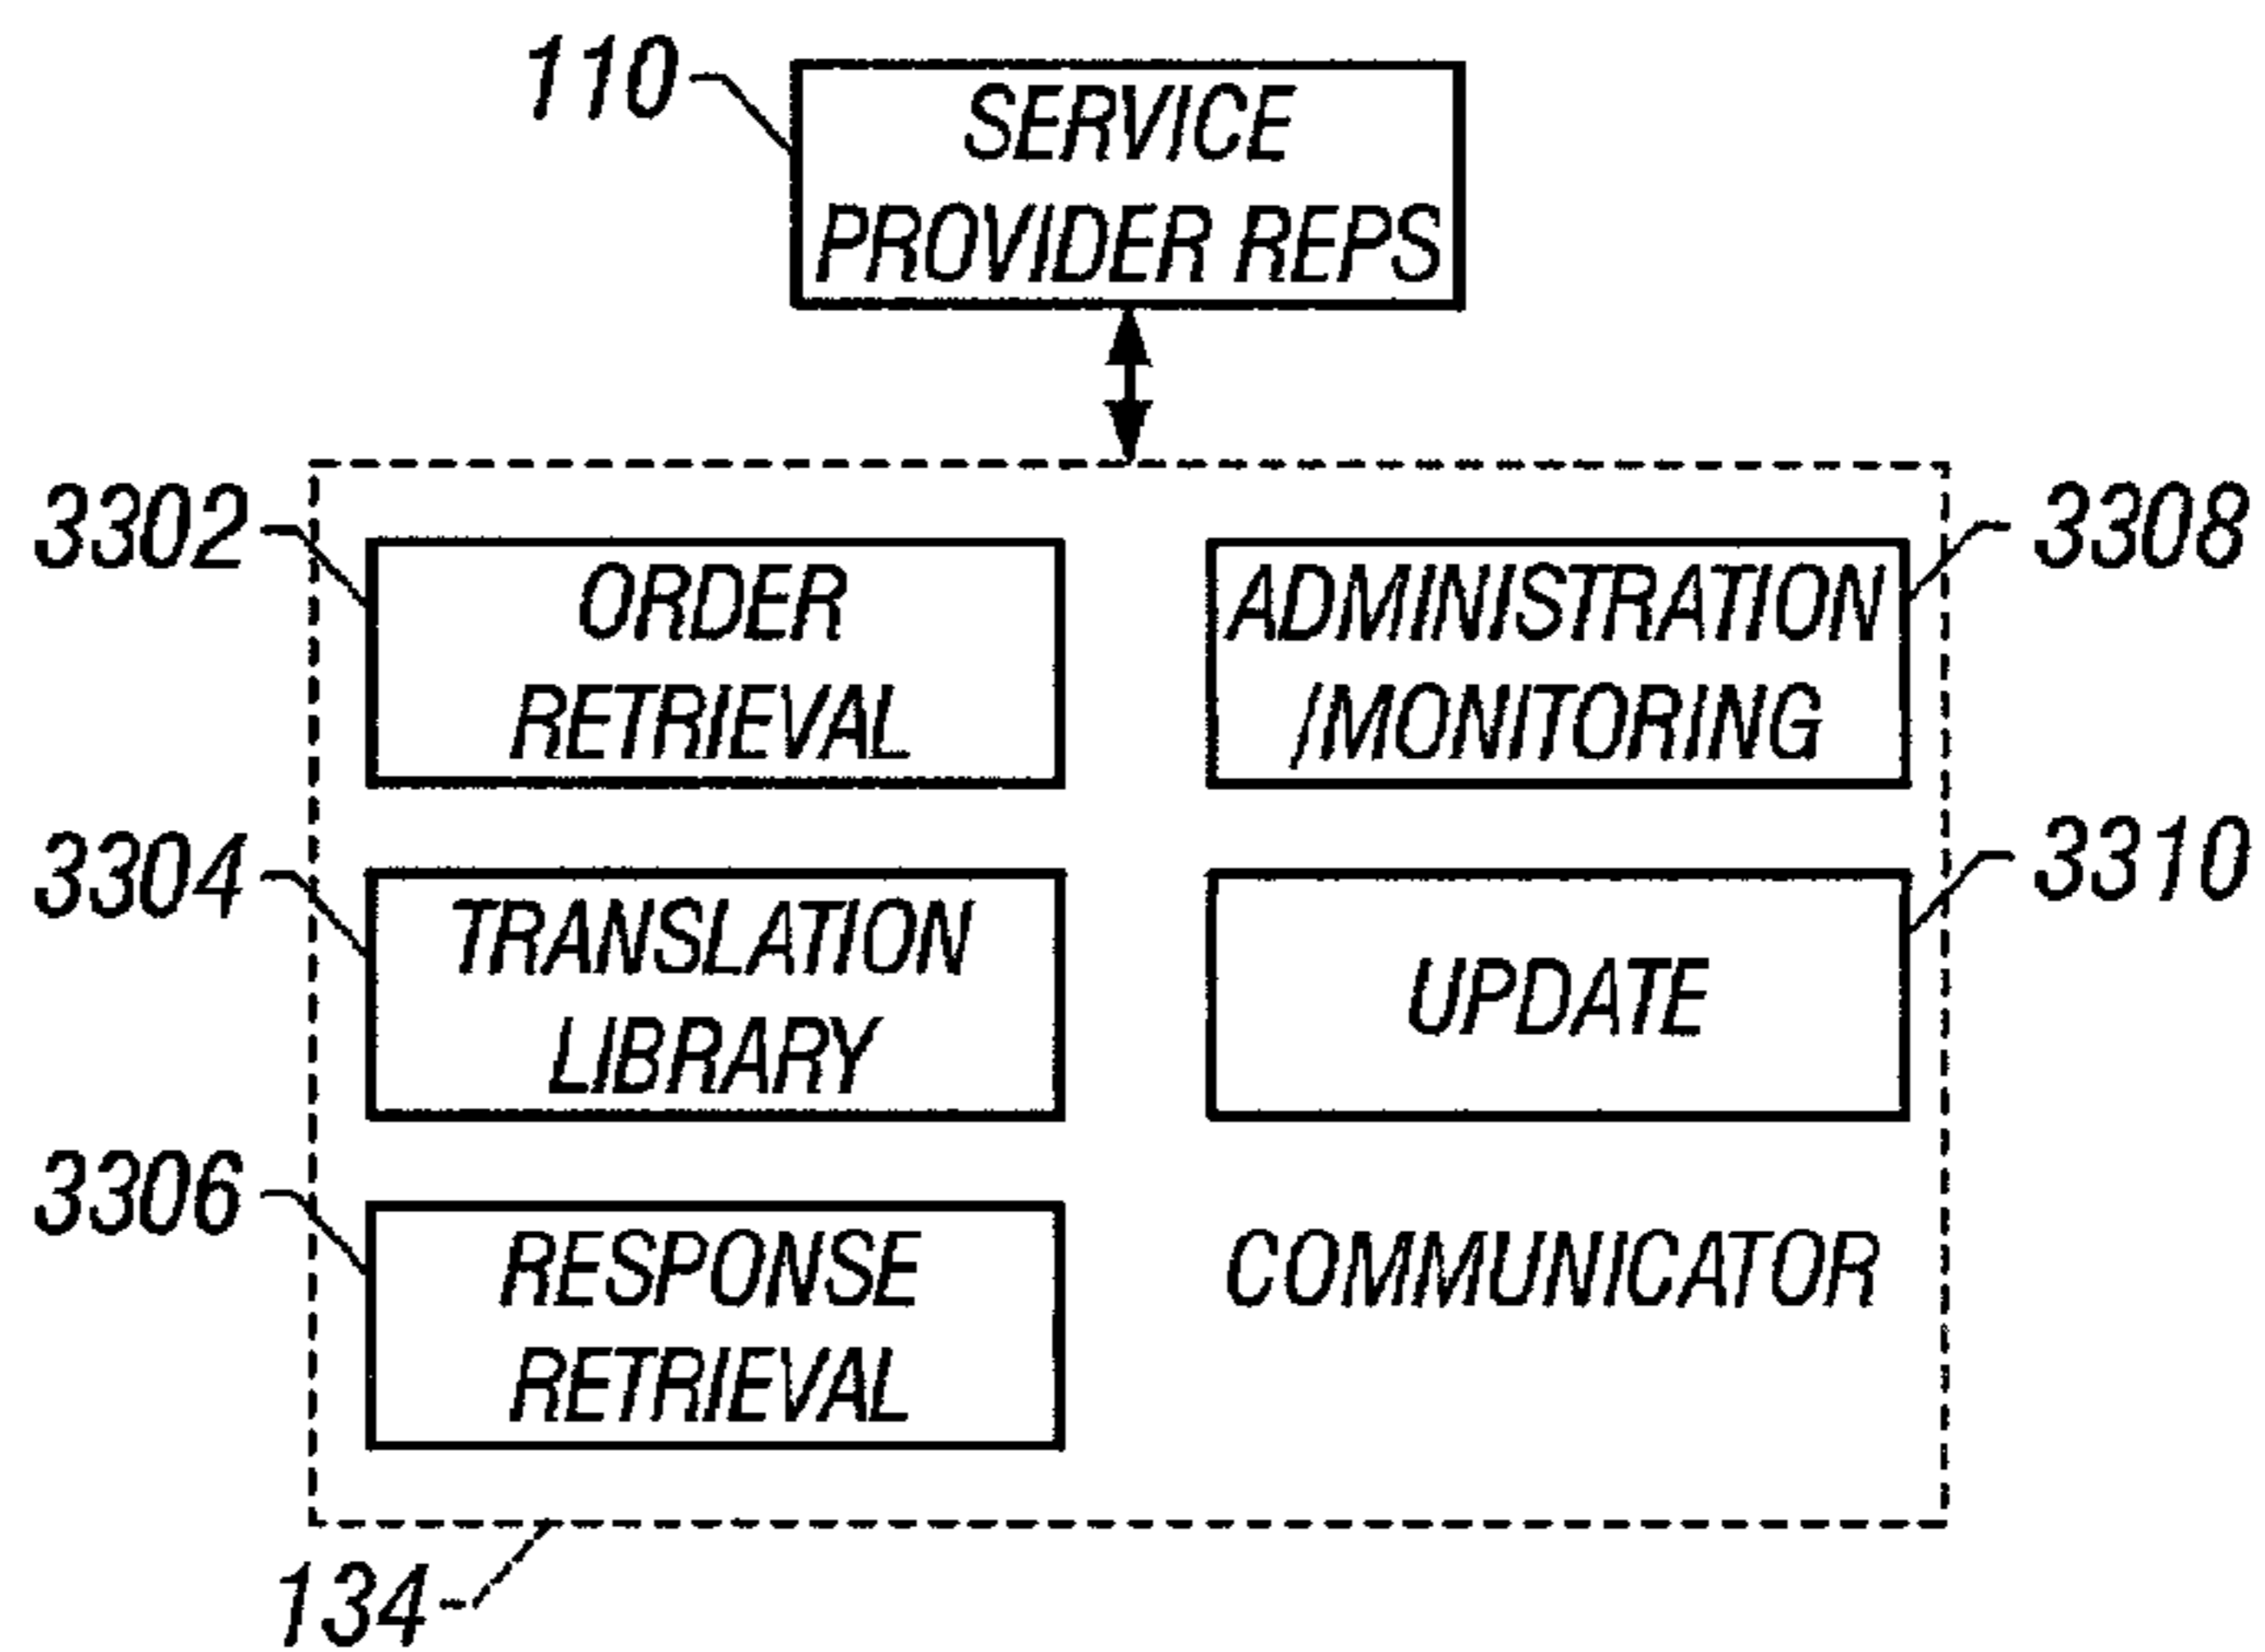 110
SERVICE
PROVIDER REPS
3302
ORDER
RETRIEVAL
ADMINISTRATION
/MONITORING
3308
3304
TRANSLATION
LIBRARY
UPDATE
3310
3306
RESPONSE
RETRIEVAL
COMMUNICATOR
134